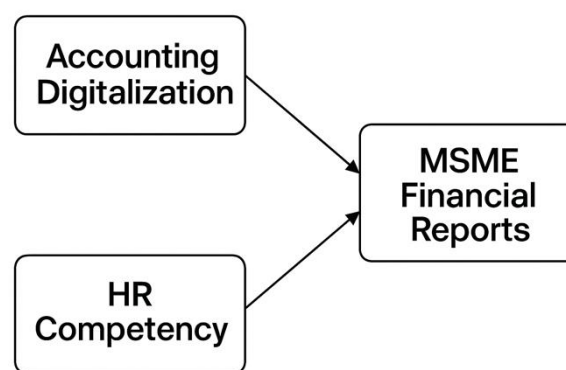 Accounting
Digitalization
MSME
Financial
Reports
HR
Competency